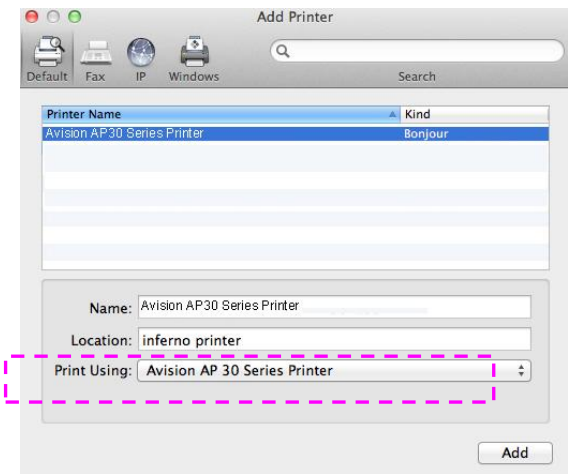 Add Printer
Default Fax IP Windows Search
Printer Name Kind
Avision AP30 Series Printer Bonjour
Name: Avision AP30 Series Printer
Location: inferno printer
Print Using: Avision AP 30 Series Printer
Add